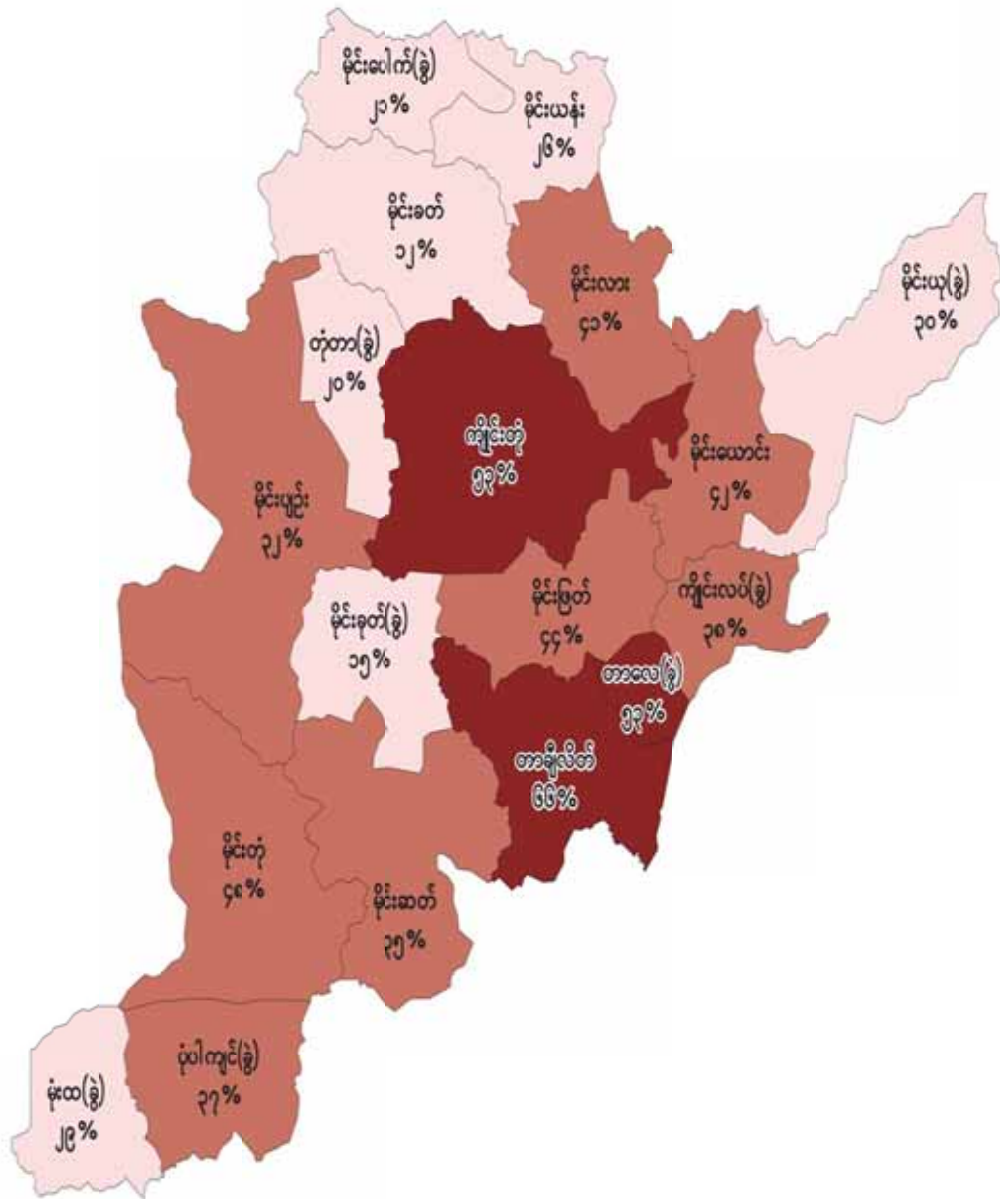 မိုင်းပေါက်(ခွဲ)
၂၁%
မိုင်းယန်း
၂၆%
မိုင်းခတ်
၁၂%
မိုင်းလား
၄၁%
မိုင်းယု(ခွဲ)
၃၀%
တုံတာ(ခွဲ)
၂၀%
ကျိုင်းတုံ
၅၃%
မိုင်းယောင်း
၄၂%
မိုင်းပျဉ်း
၃၂%
မိုင်းဖြတ်
၄၄%
ကျိုင်းလပ်(ခွဲ)
၃၈%
မိုင်းခုတ်(ခွဲ)
၁၅%
တာလေ(ခွဲ)
၅၃%
တာချီလိတ်
၆၆%
မိုင်းတုံ
၄၈%
မိုင်းဆတ်
၃၅%
ပုံပါကျင်(ခွဲ)
၃၇%
မုံးထ(ခွဲ)
၂၉%